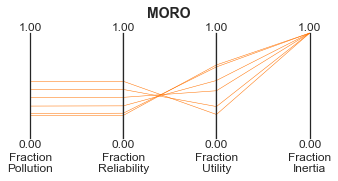 MORO
1.00 1.00 1.00 1.00
0.00 0.00 0.00 0.00
Fraction Fraction Fraction Fraction
Pollution Reliability Utility Inertia